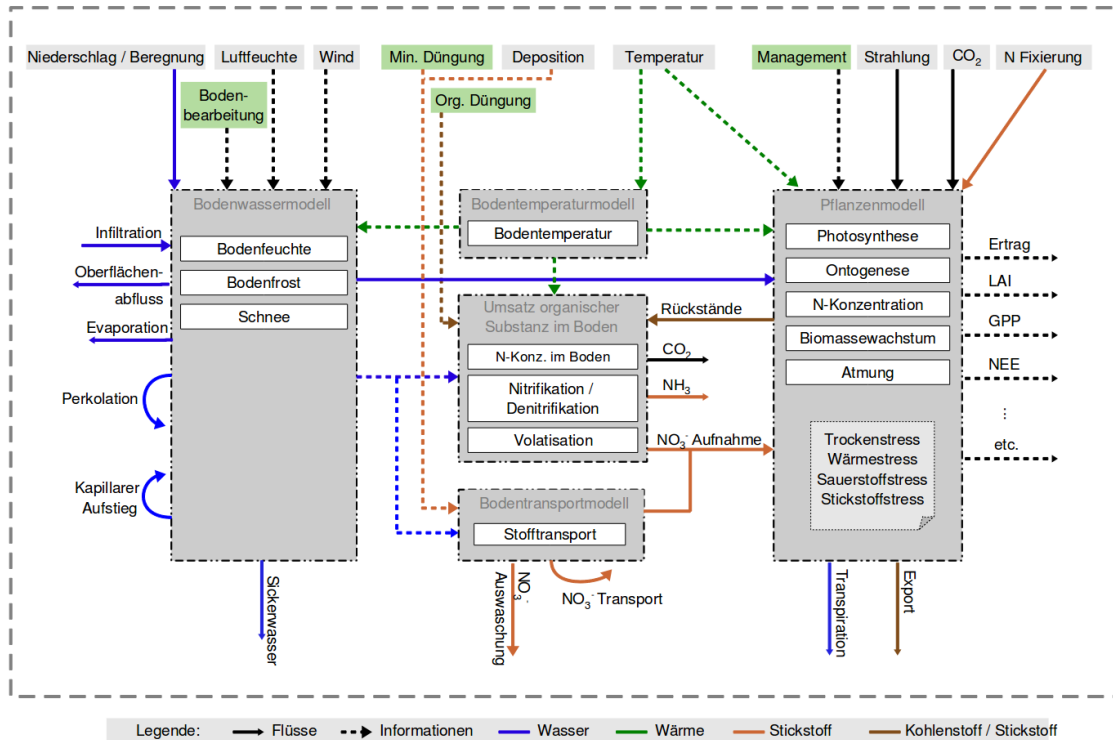 Niederschlag / Beregnung
Luftfeuchte
Wind
Min. Düngung
Deposition
Temperatur
Management
Strahlung
CO2
N Fixierung
Boden-
bearbeitung
Org. Düngung
Bodenwassermodell
Bodenfeuchte
Bodenfrost
Schnee
Infiltration
Oberflächen-
abfluss
Evaporation
Perkolation
Kapillarer
Aufstieg
Sickerwasser
Bodentemperaturmodell
Bodentemperatur
Umsatz organischer
Substanz im Boden
N-Konz. im Boden
Nitrifikation /
Denitrifikation
Volatisation
Rückstände
CO2
NH3
NO3- Aufnahme
Bodentransportmodell
Stofftransport
NO3-
Auswaschung
NO3- Transport
Pflanzenmodell
Photosynthese
Ontogenese
N-Konzentration
Biomassewachstum
Atmung
Trockenstress
Wärmestress
Sauerstoffstress
Stickstoffstress
Ertrag
LAI
GPP
NEE
⋮
etc.
Transpiration
Export
Legende: Flüsse Informationen Wasser Wärme Stickstoff Kohlenstoff / Stickstoff